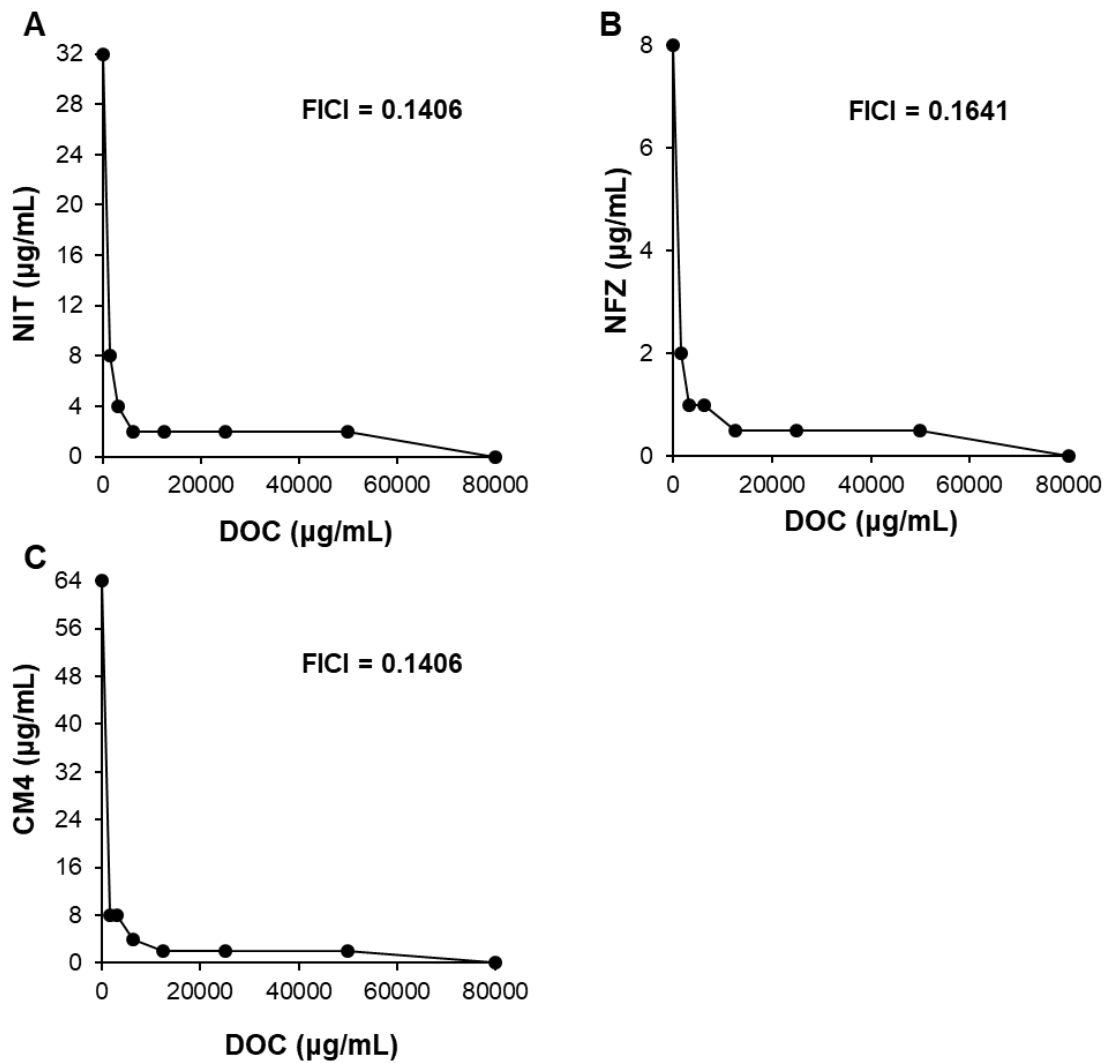 A
NIT (µg/mL)
32
28
24
20
16
12
8
4
0
FICI = 0.1406
0 20000 40000 60000 80000
DOC (µg/mL)
B
NFZ (µg/mL)
8
6
4
2
0
FICI = 0.1641
0 20000 40000 60000 80000
DOC (µg/mL)
C
CM4 (µg/mL)
64
56
48
40
32
24
16
8
0
FICI = 0.1406
0 20000 40000 60000 80000
DOC (µg/mL)